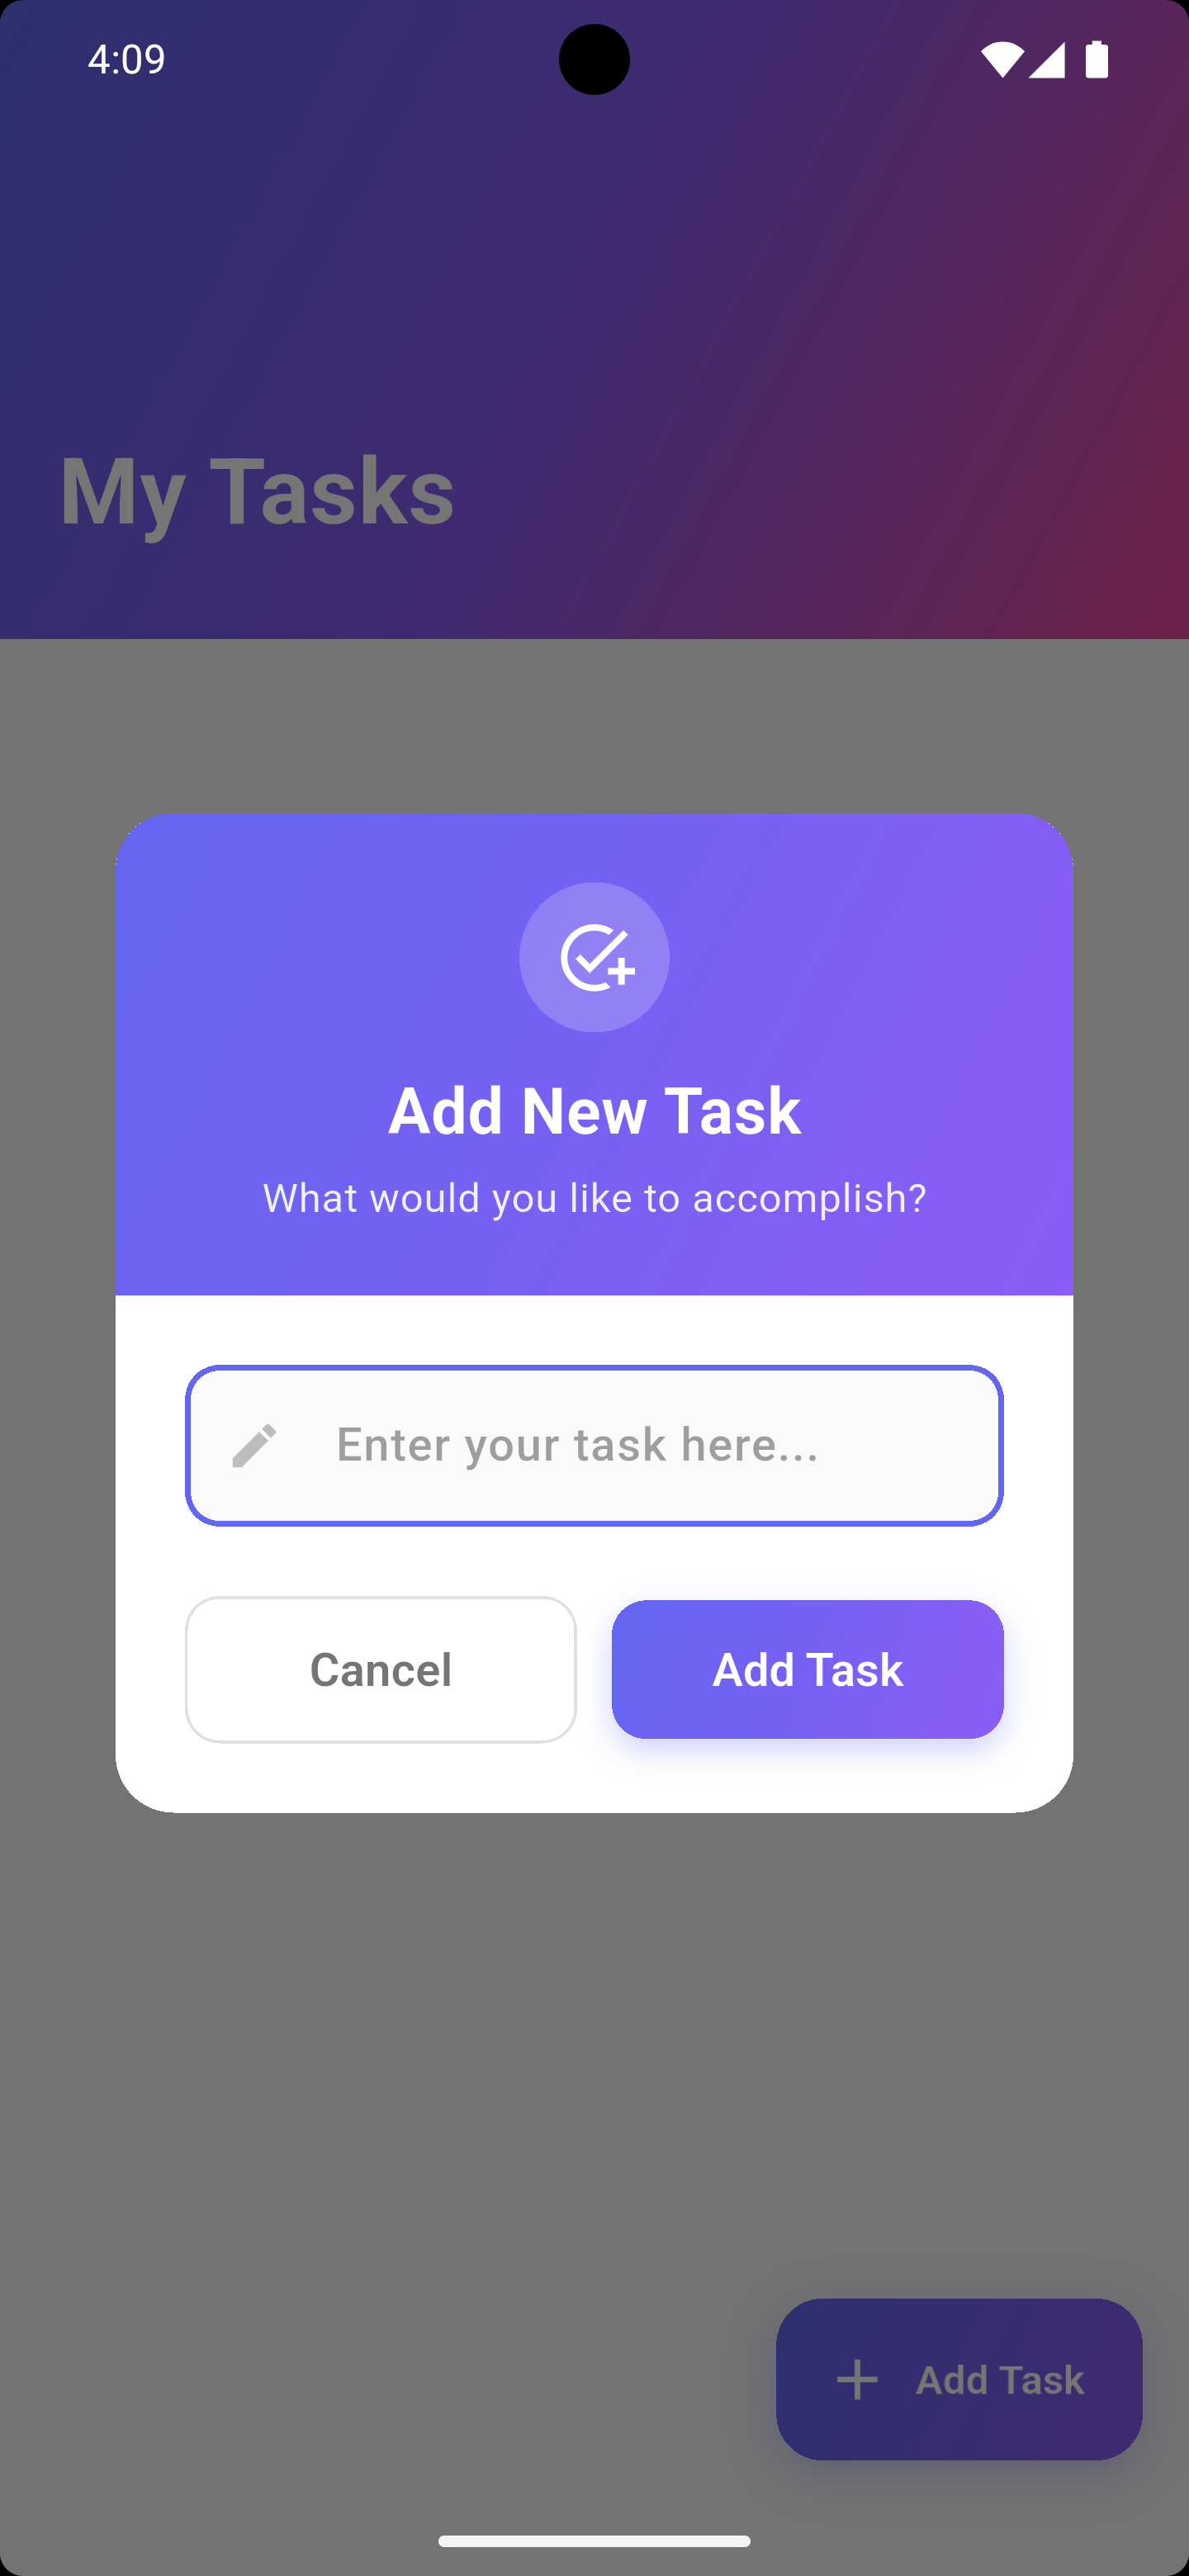 4:09
My Tasks
Add New Task
What would you like to accomplish?
Enter your task here...
Cancel
Add Task
Add Task